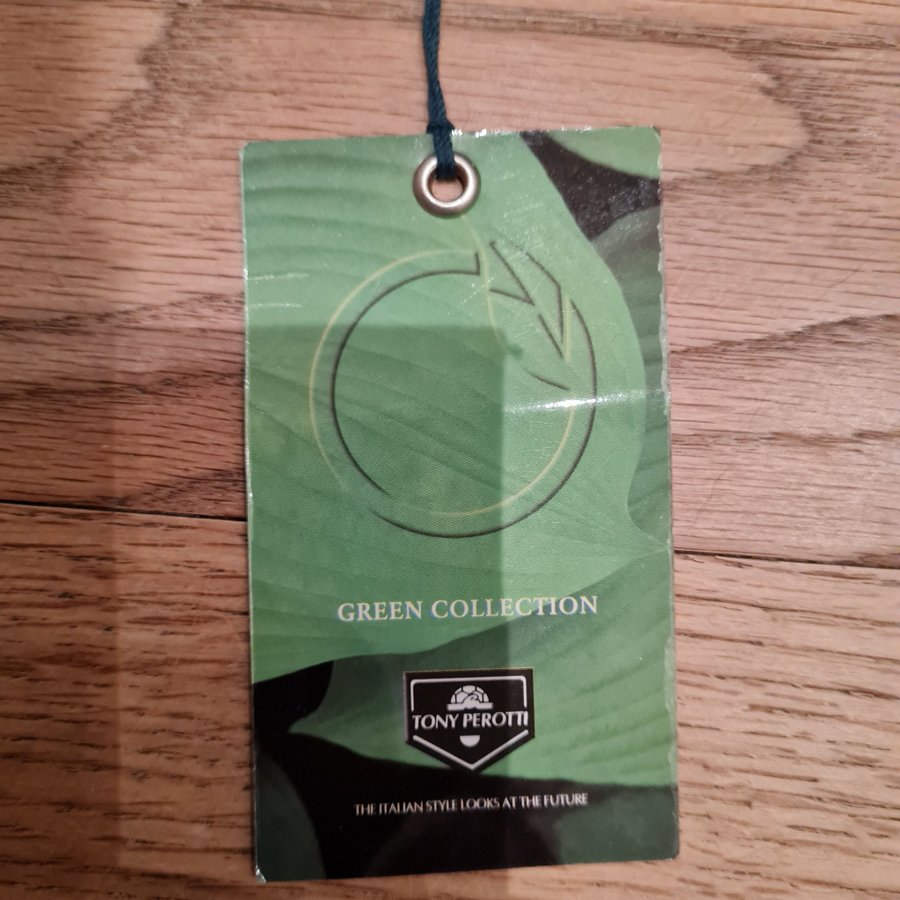 GREEN COLLECTION
TONY PEROTTI
THE ITALIAN STYLE LOOKS AT THE FUTURE